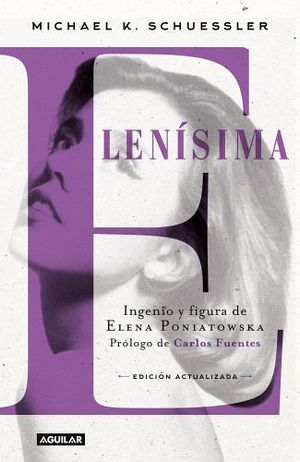 MICHAEL K. SCHUESSLER
ELENÍSIMA
Ingenio y figura de
ELENA PONIATOWSKA
Prólogo de Carlos Fuentes
EDICIÓN ACTUALIZADA
AGUILAR